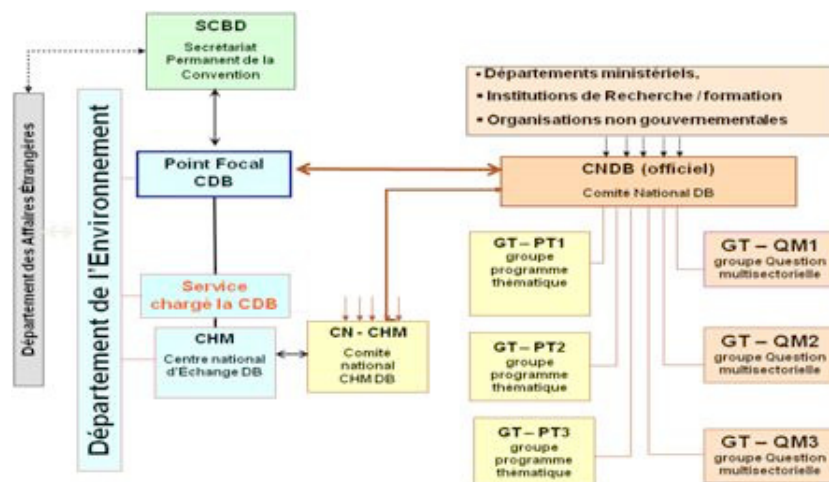 SCBD
Secrétariat
Permanent de la
Convention
Département des Affaires Étrangères
Département de l'Environnement
Point Focal
CDB
Service
chargé la CDB
CHM
Centre national
d'Échange DB
CN - CHM
Comité
national
CHM DB
• Départements ministériels,
• Institutions de Recherche / formation
• Organisations non gouvernementales
CNDB (officiel)
Comité National DB
GT – PT1
groupe
programme
thématique
GT – QM1
groupe Question
multisectorielle
GT – PT2
groupe
programme
thématique
GT – QM2
groupe Question
multisectorielle
GT – PT3
groupe
programme
thématique
GT – QM3
groupe Question
multisectorielle